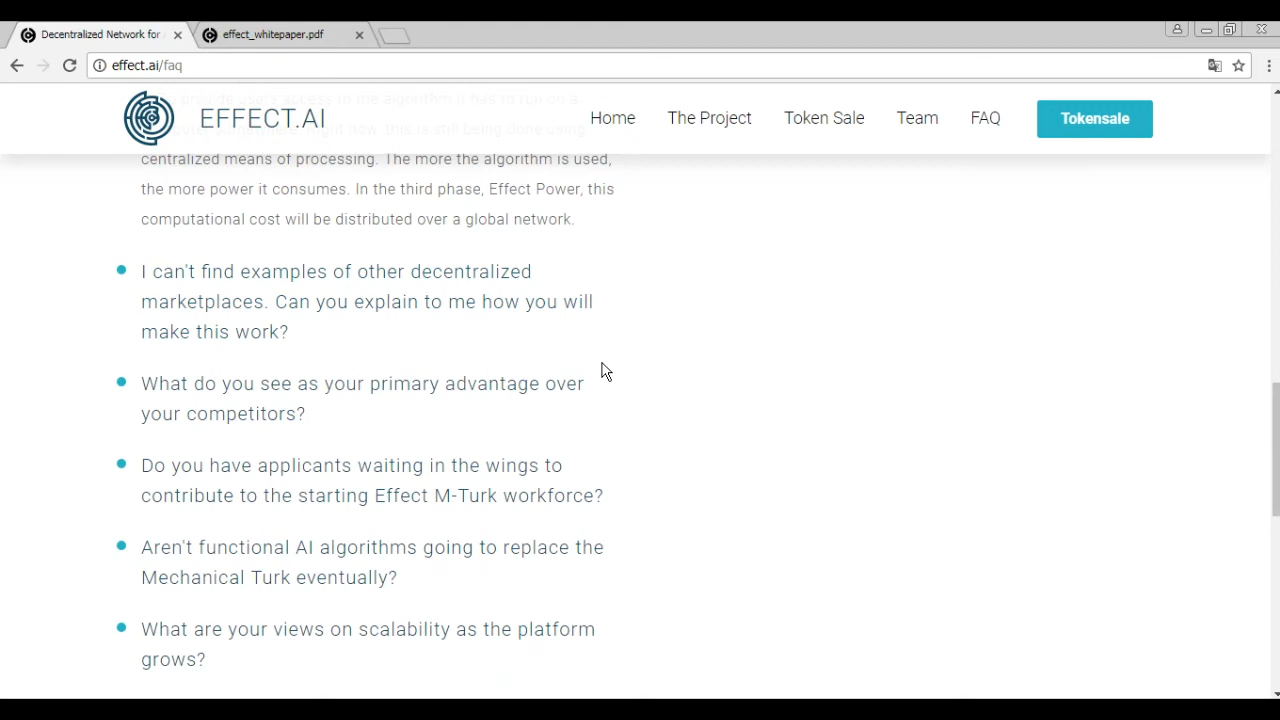 Decentralized Network for
effect_whitepaper.pdf
effect.ai/faq
EFFECT.AI
Home
The Project
Token Sale
Team
FAQ
Tokensale
centralized means of processing. The more the algorithm is used,
the more power it consumes. In the third phase, Effect Power, this
computational cost will be distributed over a global network.
I can't find examples of other decentralized
marketplaces. Can you explain to me how you will
make this work?
What do you see as your primary advantage over
your competitors?
Do you have applicants waiting in the wings to
contribute to the starting Effect M-Turk workforce?
Aren't functional AI algorithms going to replace the
Mechanical Turk eventually?
What are your views on scalability as the platform
grows?